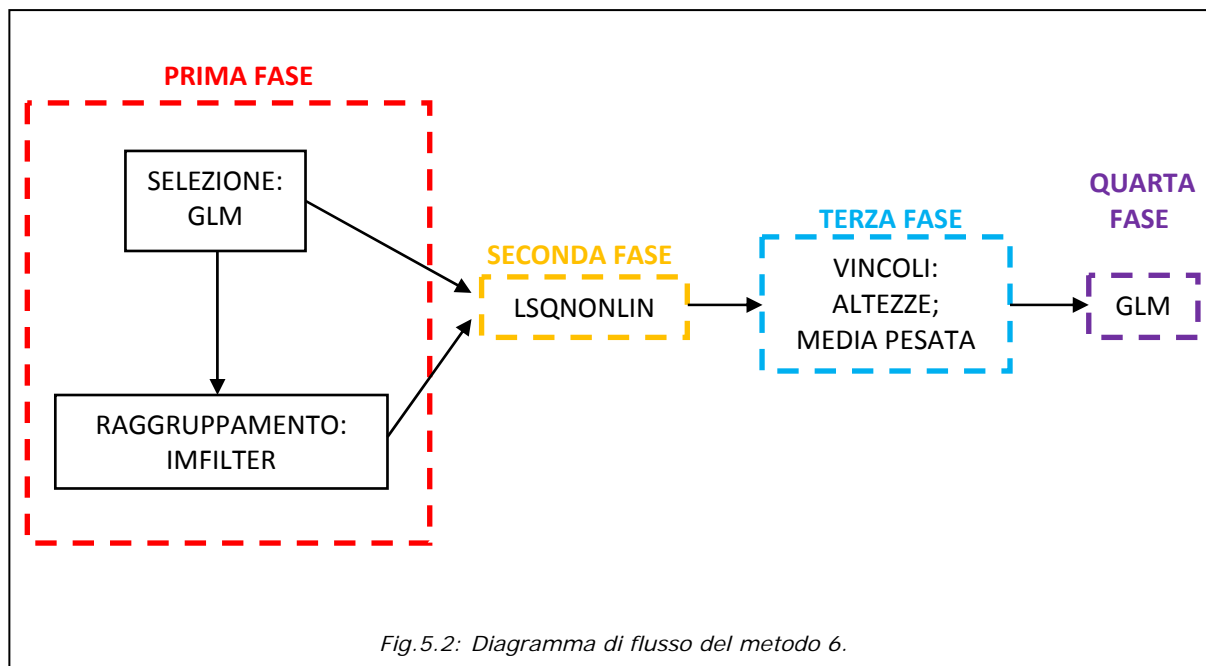 PRIMA FASE
SELEZIONE:
GLM
RAGGRUPPAMENTO:
IMFILTER
SECONDA FASE
LSQNONLIN
TERZA FASE
VINCOLI:
ALTEZZE;
MEDIA PESATA
QUARTA
FASE
GLM
Fig.5.2: Diagramma di flusso del metodo 6.